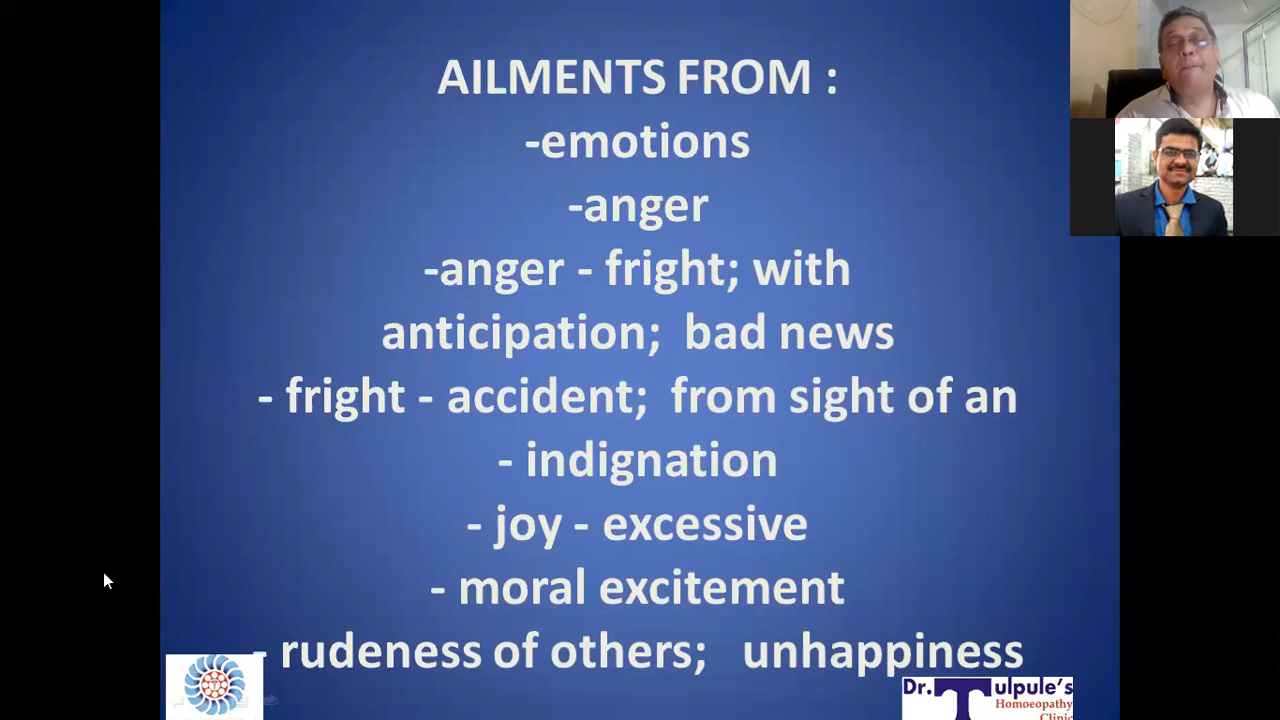 AILMENTS FROM :
-emotions
-anger
-anger - fright; with
anticipation; bad news
- fright - accident; from sight of an
- indignation
- joy - excessive
- moral excitement
- rudeness of others; unhappiness
Dr. Tulpule's
Homoeopathy
Clinic